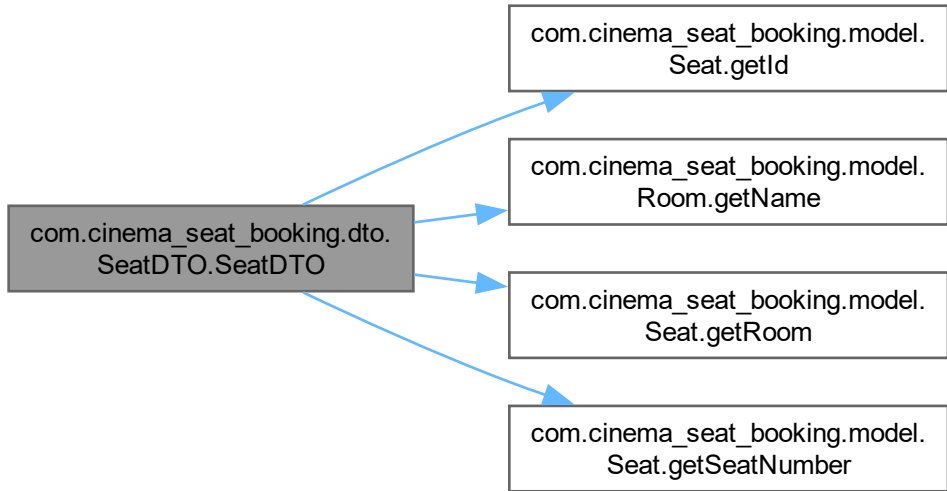 com.cinema_seat_booking.dto.
SeatDTO.SeatDTO
com.cinema_seat_booking.model.
Seat.getId
com.cinema_seat_booking.model.
Room.getName
com.cinema_seat_booking.model.
Seat.getRoom
com.cinema_seat_booking.model.
Seat.getSeatNumber